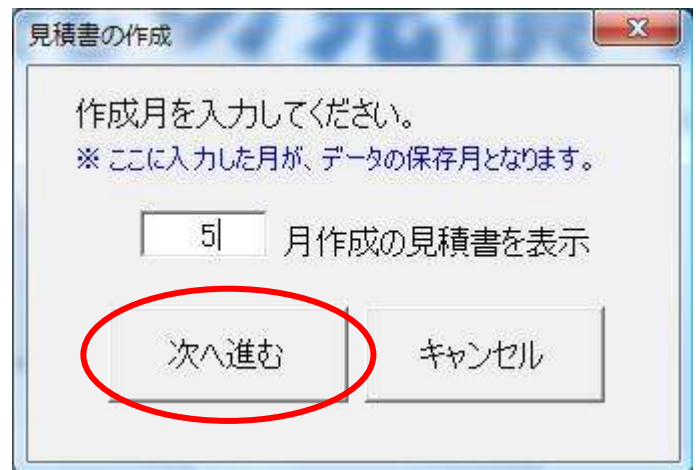 見積書の作成
作成月を入力してください。
※ ここに入力した月が、データの保存月となります。
5 月作成の見積書を表示
次へ進む キャンセル